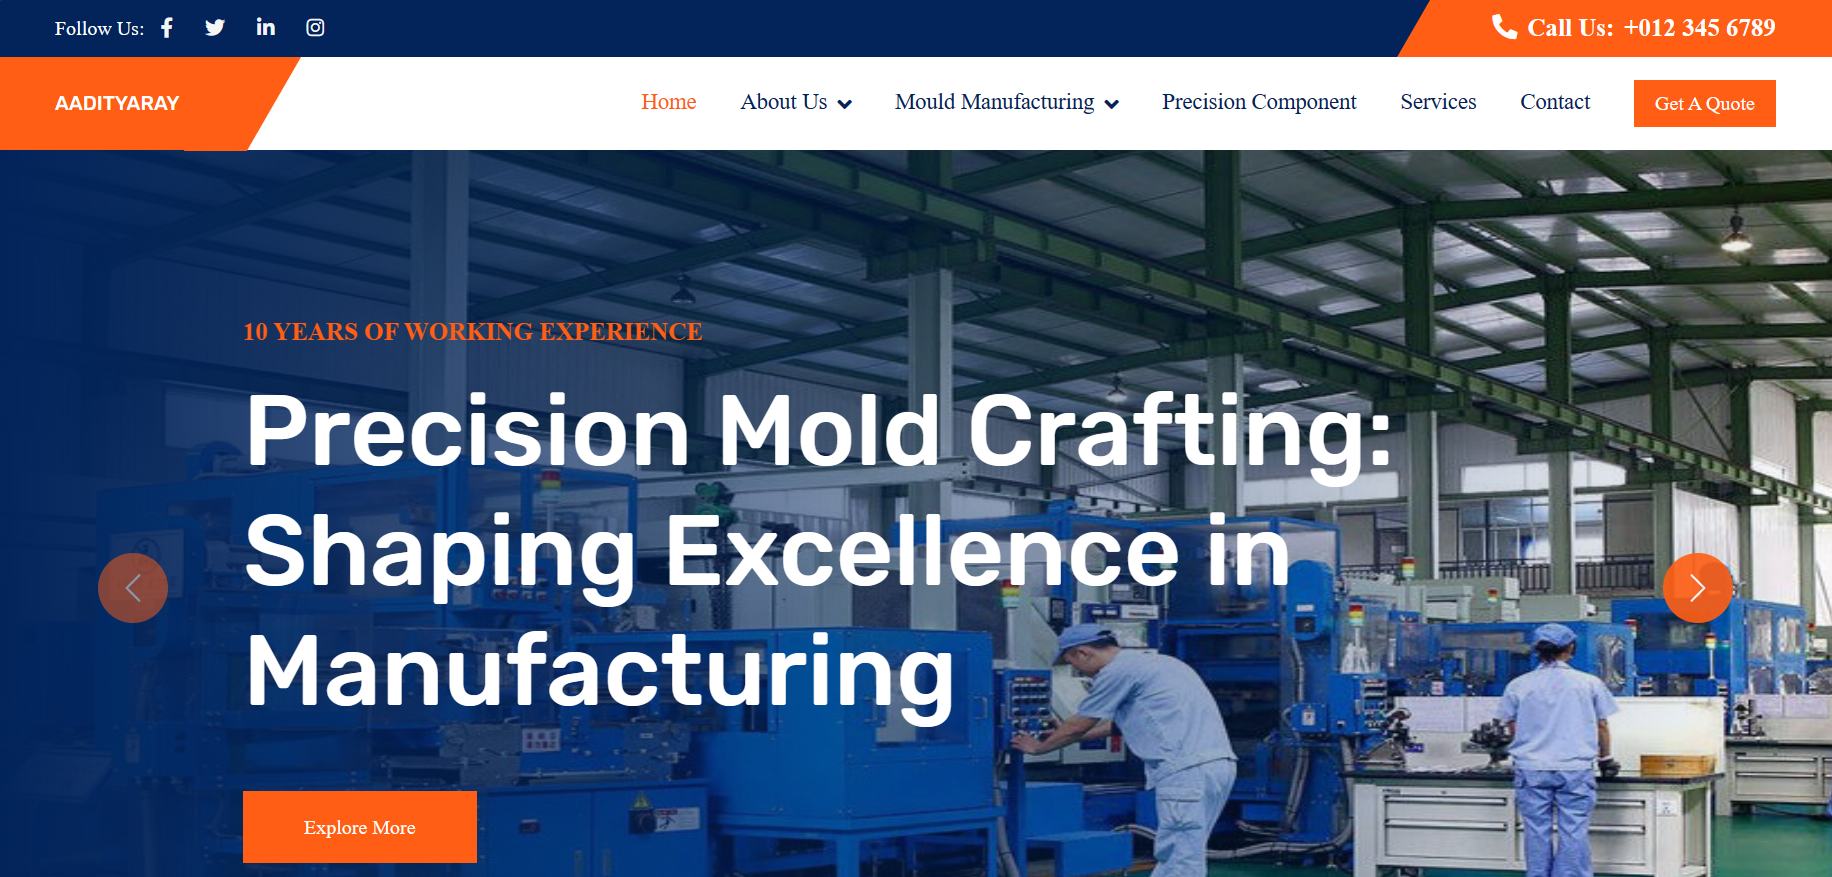 Follow Us:
Call Us: +012 345 6789
AADITYARAY
Home
About Us
Mould Manufacturing
Precision Component
Services
Contact
Get A Quote
10 YEARS OF WORKING EXPERIENCE
Precision Mold Crafting:
Shaping Excellence in
Manufacturing
Explore More